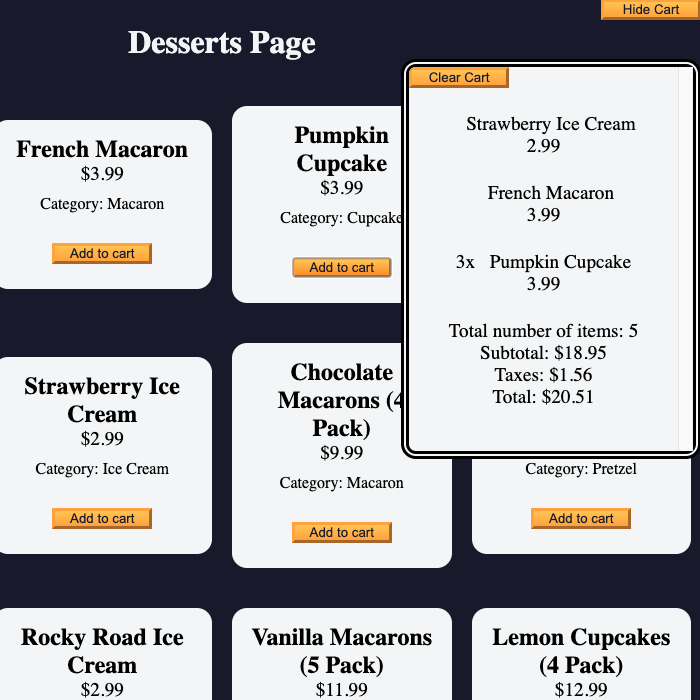 Hide Cart
Desserts Page
French Macaron
$3.99
Category: Macaron
Add to cart
Pumpkin
Cupcake
$3.99
Category: Cupcake
Add to cart
Clear Cart
Strawberry Ice Cream
2.99
French Macaron
3.99
3x Pumpkin Cupcake
3.99
Total number of items: 5
Subtotal: $18.95
Taxes: $1.56
Total: $20.51
Strawberry Ice
Cream
$2.99
Category: Ice Cream
Add to cart
Chocolate
Macarons (4
Pack)
$9.99
Category: Macaron
Add to cart
Category: Pretzel
Add to cart
Rocky Road Ice
Cream
$2.99
Vanilla Macarons
(5 Pack)
$11.99
Lemon Cupcakes
(4 Pack)
$12.99